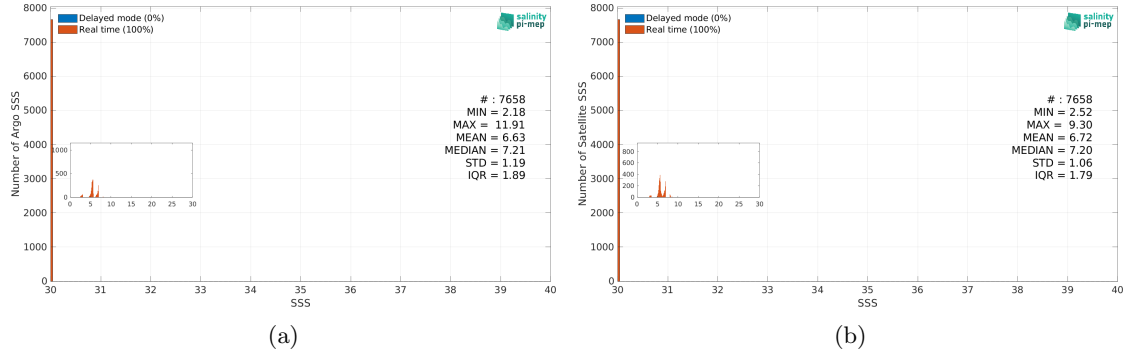 Delayed mode (0%)
Real time (100%)
salinity
pi-mep
Number of Argo SSS
8000
7000
6000
5000
4000
3000
2000
1000
0
# : 7658
MIN = 2.18
MAX = 11.91
MEAN = 6.63
MEDIAN = 7.21
STD = 1.19
IQR = 1.89
1000
500
0
0 5 10 15 20 25 30
30 31 32 33 34 35 36 37 38 39 40
SSS
(a)
Delayed mode (0%)
Real time (100%)
salinity
pi-mep
Number of Satellite SSS
8000
7000
6000
5000
4000
3000
2000
1000
0
# : 7658
MIN = 2.52
MAX = 9.30
MEAN = 6.72
MEDIAN = 7.20
STD = 1.06
IQR = 1.79
800
600
400
200
0
0 5 10 15 20 25 30
30 31 32 33 34 35 36 37 38 39 40
SSS
(b)